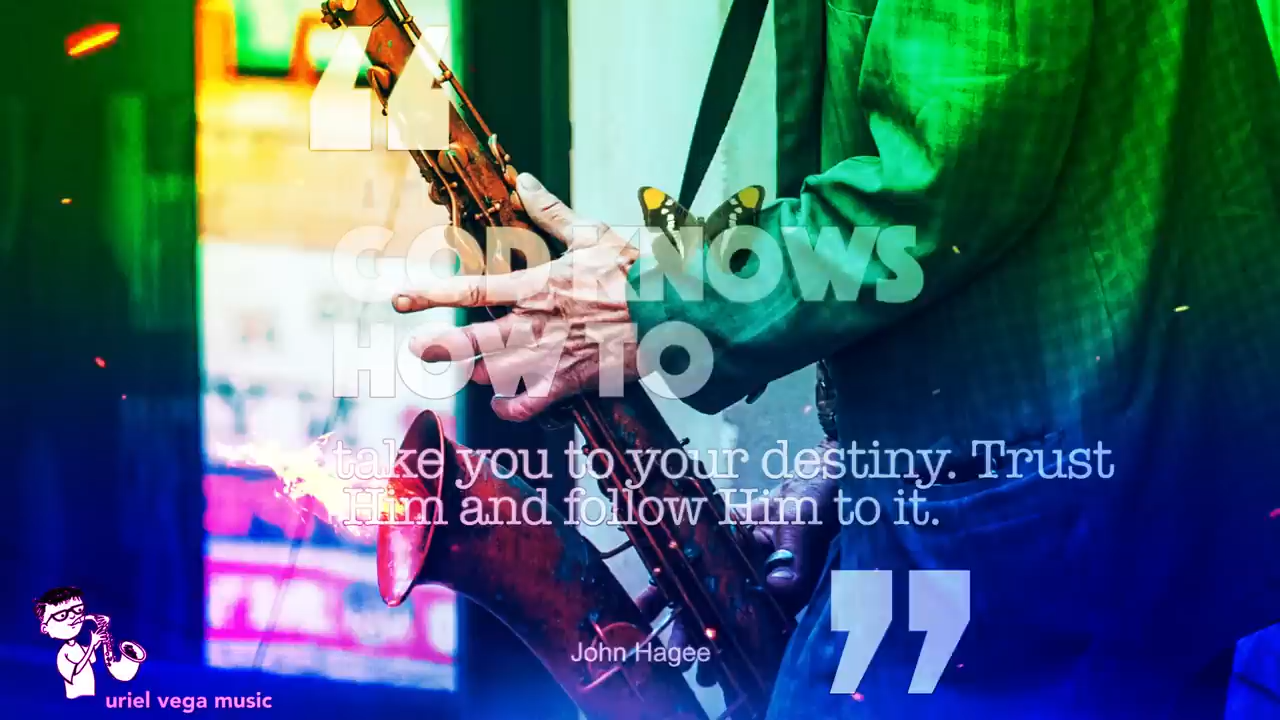 “
GOD KNOWS
HOW TO
take you to your destiny. Trust
Him and follow Him to it.
”
John Hagee
uriel vega music